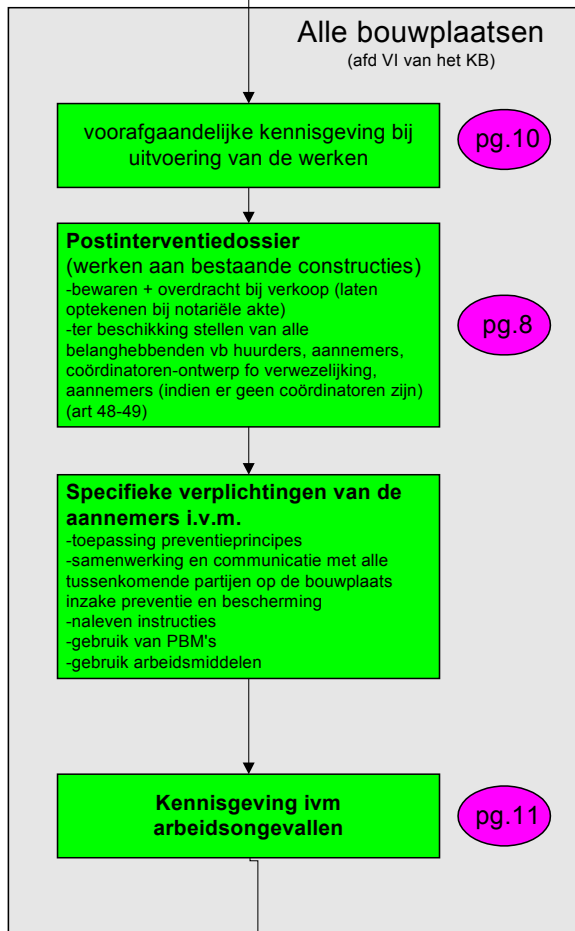 Alle bouwplaatsen
(afd VI van het KB)
voorafgaandelijke kennisgeving bij
uitvoering van de werken
pg.10
Postinterventiedossier
(werken aan bestaande constructies)
-bewaren + overdracht bij verkoop (laten
optekenen bij notariële akte)
-ter beschikking stellen van alle
belanghebbenden vb huurders, aannemers,
coördinatoren-ontwerp fo verwezelijking,
aannemers (indien er geen coördinatoren zijn)
(art 48-49)
pg.8
Specifieke verplichtingen van de
aannemers i.v.m.
-toepassing preventieprincipes
-samenwerking en communicatie met alle
tussenkomende partijen op de bouwplaats
inzake preventie en bescherming
-naleven instructies
-gebruik van PBM's
-gebruik arbeidsmiddelen
Kennisgeving ivm
arbeidsongevallen
pg.11